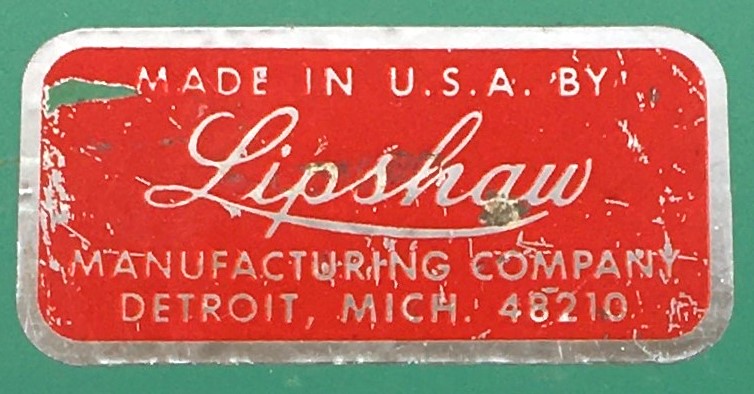 MADE IN U.S.A. BY
Lipshaw
MANUFACTURING COMPANY
DETROIT, MICH. 48210